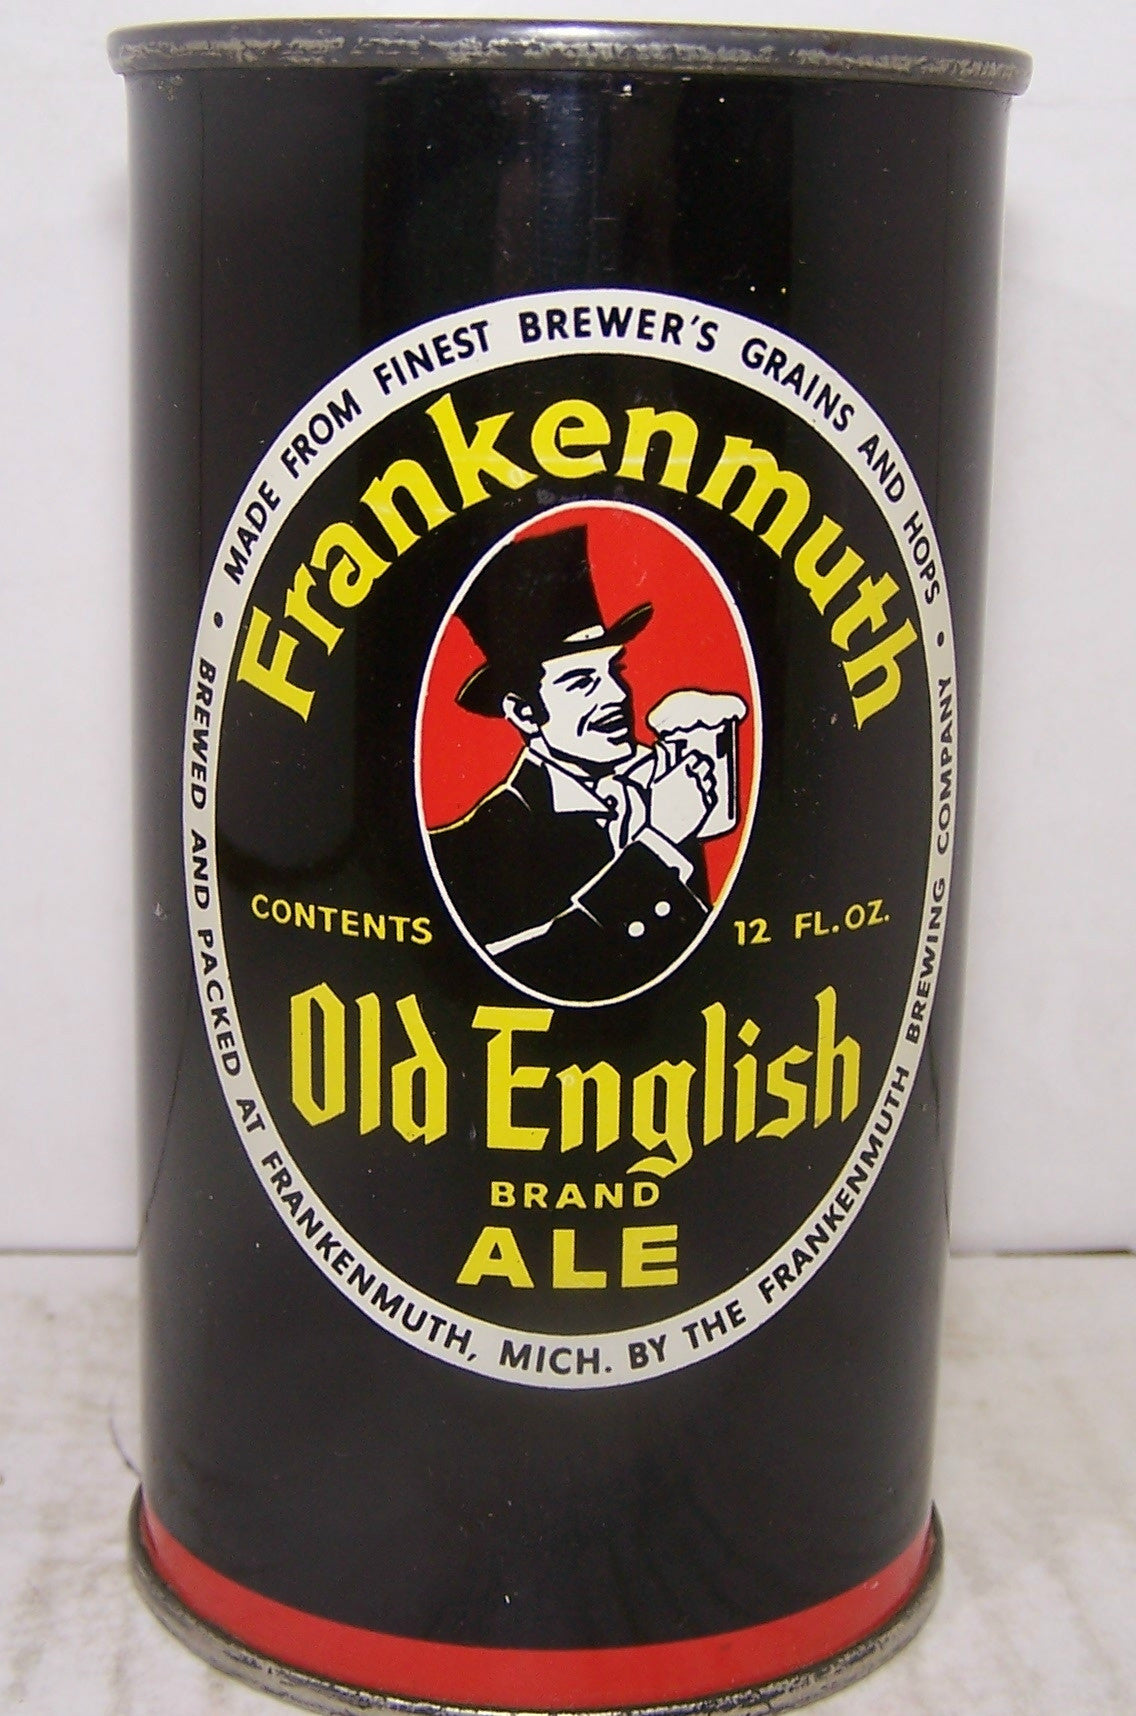 MADE FROM FINEST BREWER'S GRAINS AND HOPS
Frankenmuth
CONTENTS 12 FL. OZ.
Old English
BRAND
ALE
BREWED AND PACKED AT FRANKENMUTH, MICH. BY THE FRANKENMUTH BREWING COMPANY